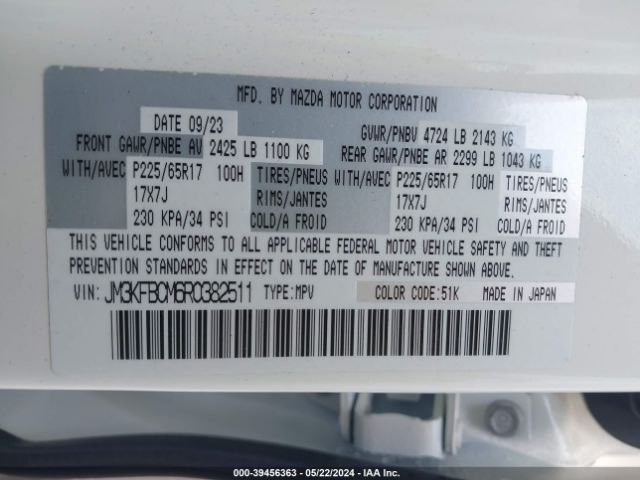 MFD. BY MAZDA MOTOR CORPORATION
DATE 09/23 GVWR/PNBV 4724 LB 2143 KG
FRONT GAWR/PNBE AV 2425 LB 1100 KG REAR GAWR/PNBE AR 2299 LB 1043 KG
WITH/AVEC P225/65R17 100H TIRES/PNEUS WITH/AVEC P225/65R17 100H TIRES/PNEUS
17X7J RIMS/JANTES 17X7J RIMS/JANTES
230 KPA/34 PSI COLD/A FROID 230 KPA/34 PSI COLD/A FROID
THIS VEHICLE CONFORMS TO ALL APPLICABLE FEDERAL MOTOR VEHICLE SAFETY AND THEFT
PREVENTION STANDARDS IN EFFECT ON THE DATE OF MANUFACTURE SHOWN ABOVE.
VIN: JM3KFBCM6R0382511 TYPE:MPV COLOR CODE:51K MADE IN JAPAN
000-39456363 - 05/22/2024 - IAA Inc.